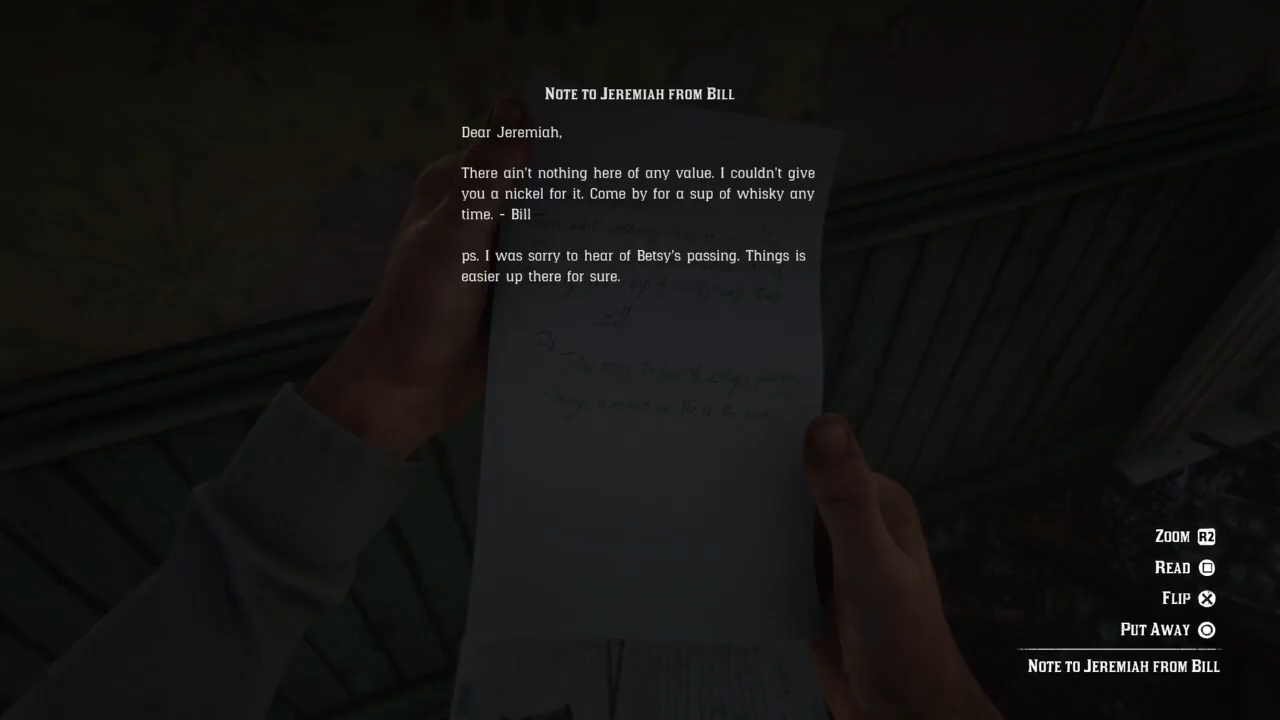 Note to Jeremiah from Bill
Dear Jeremiah,
There ain't nothing here of any value. I couldn't give
you a nickel for it. Come by for a sup of whisky any
time. - Bill
ps. I was sorry to hear of Betsy's passing. Things is
easier up there for sure.
Bill
Zoom R2
Read
Flip
Put Away
Note to Jeremiah from Bill